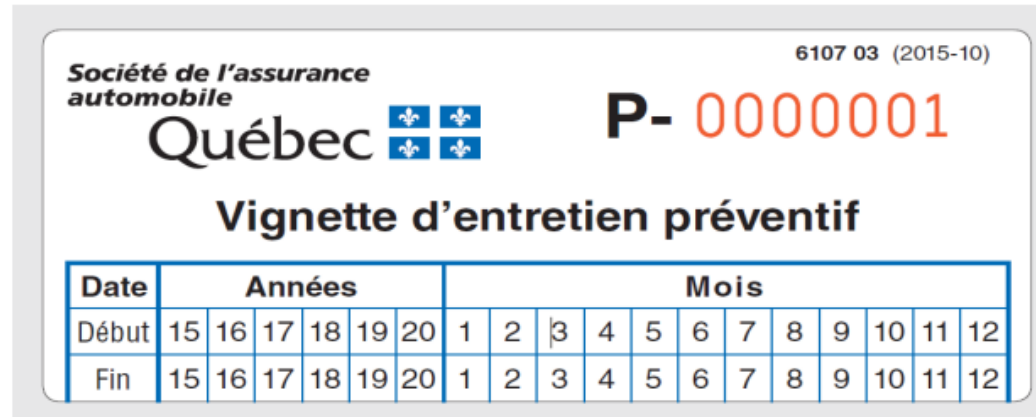 6107 03 (2015-10)
Société de l'assurance
automobile
Québec
P- 0000001
Vignette d'entretien préventif
Date Années Mois
Début 15 16 17 18 19 20 1 2 3 4 5 6 7 8 9 10 11 12
Fin 15 16 17 18 19 20 1 2 3 4 5 6 7 8 9 10 11 12